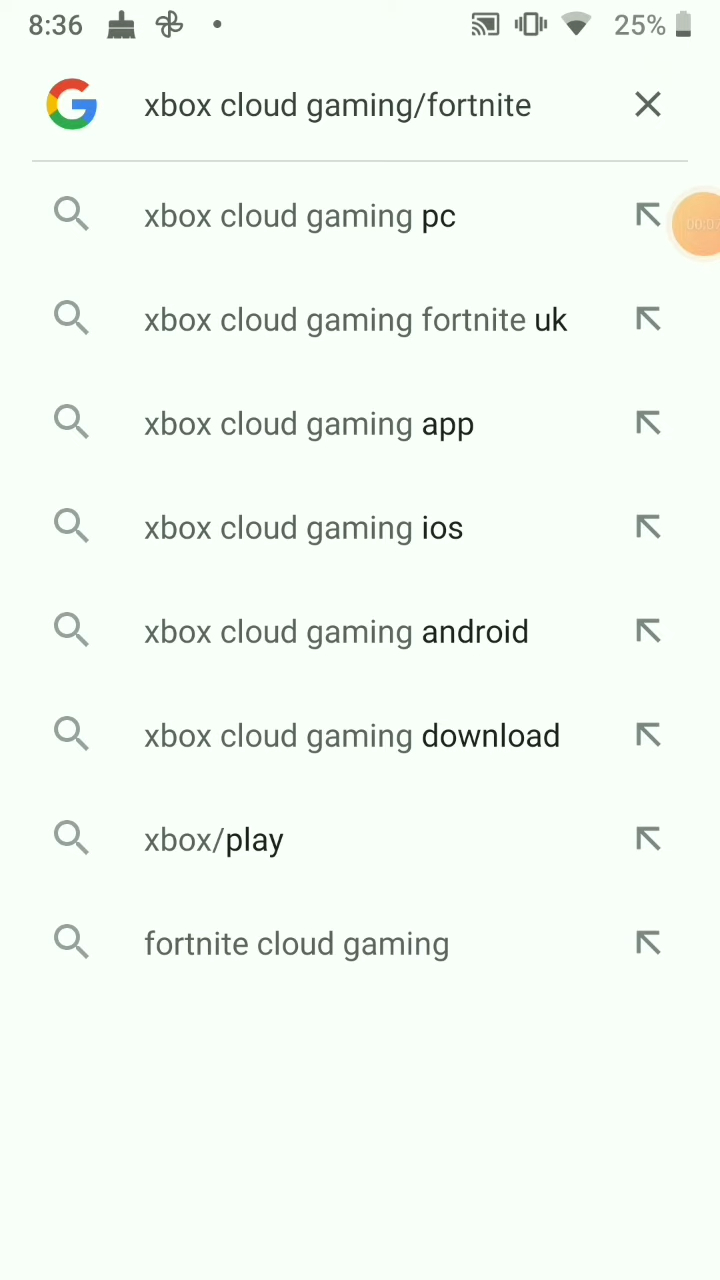 8:36 25%
xbox cloud gaming/fortnite
xbox cloud gaming pc
xbox cloud gaming fortnite uk
xbox cloud gaming app
xbox cloud gaming ios
xbox cloud gaming android
xbox cloud gaming download
xbox/play
fortnite cloud gaming